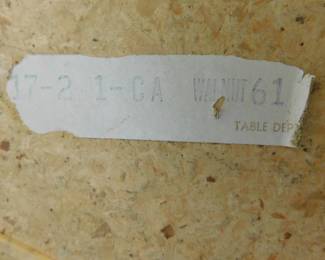 17-2 1-CA WALNUT 61
TABLE DEP